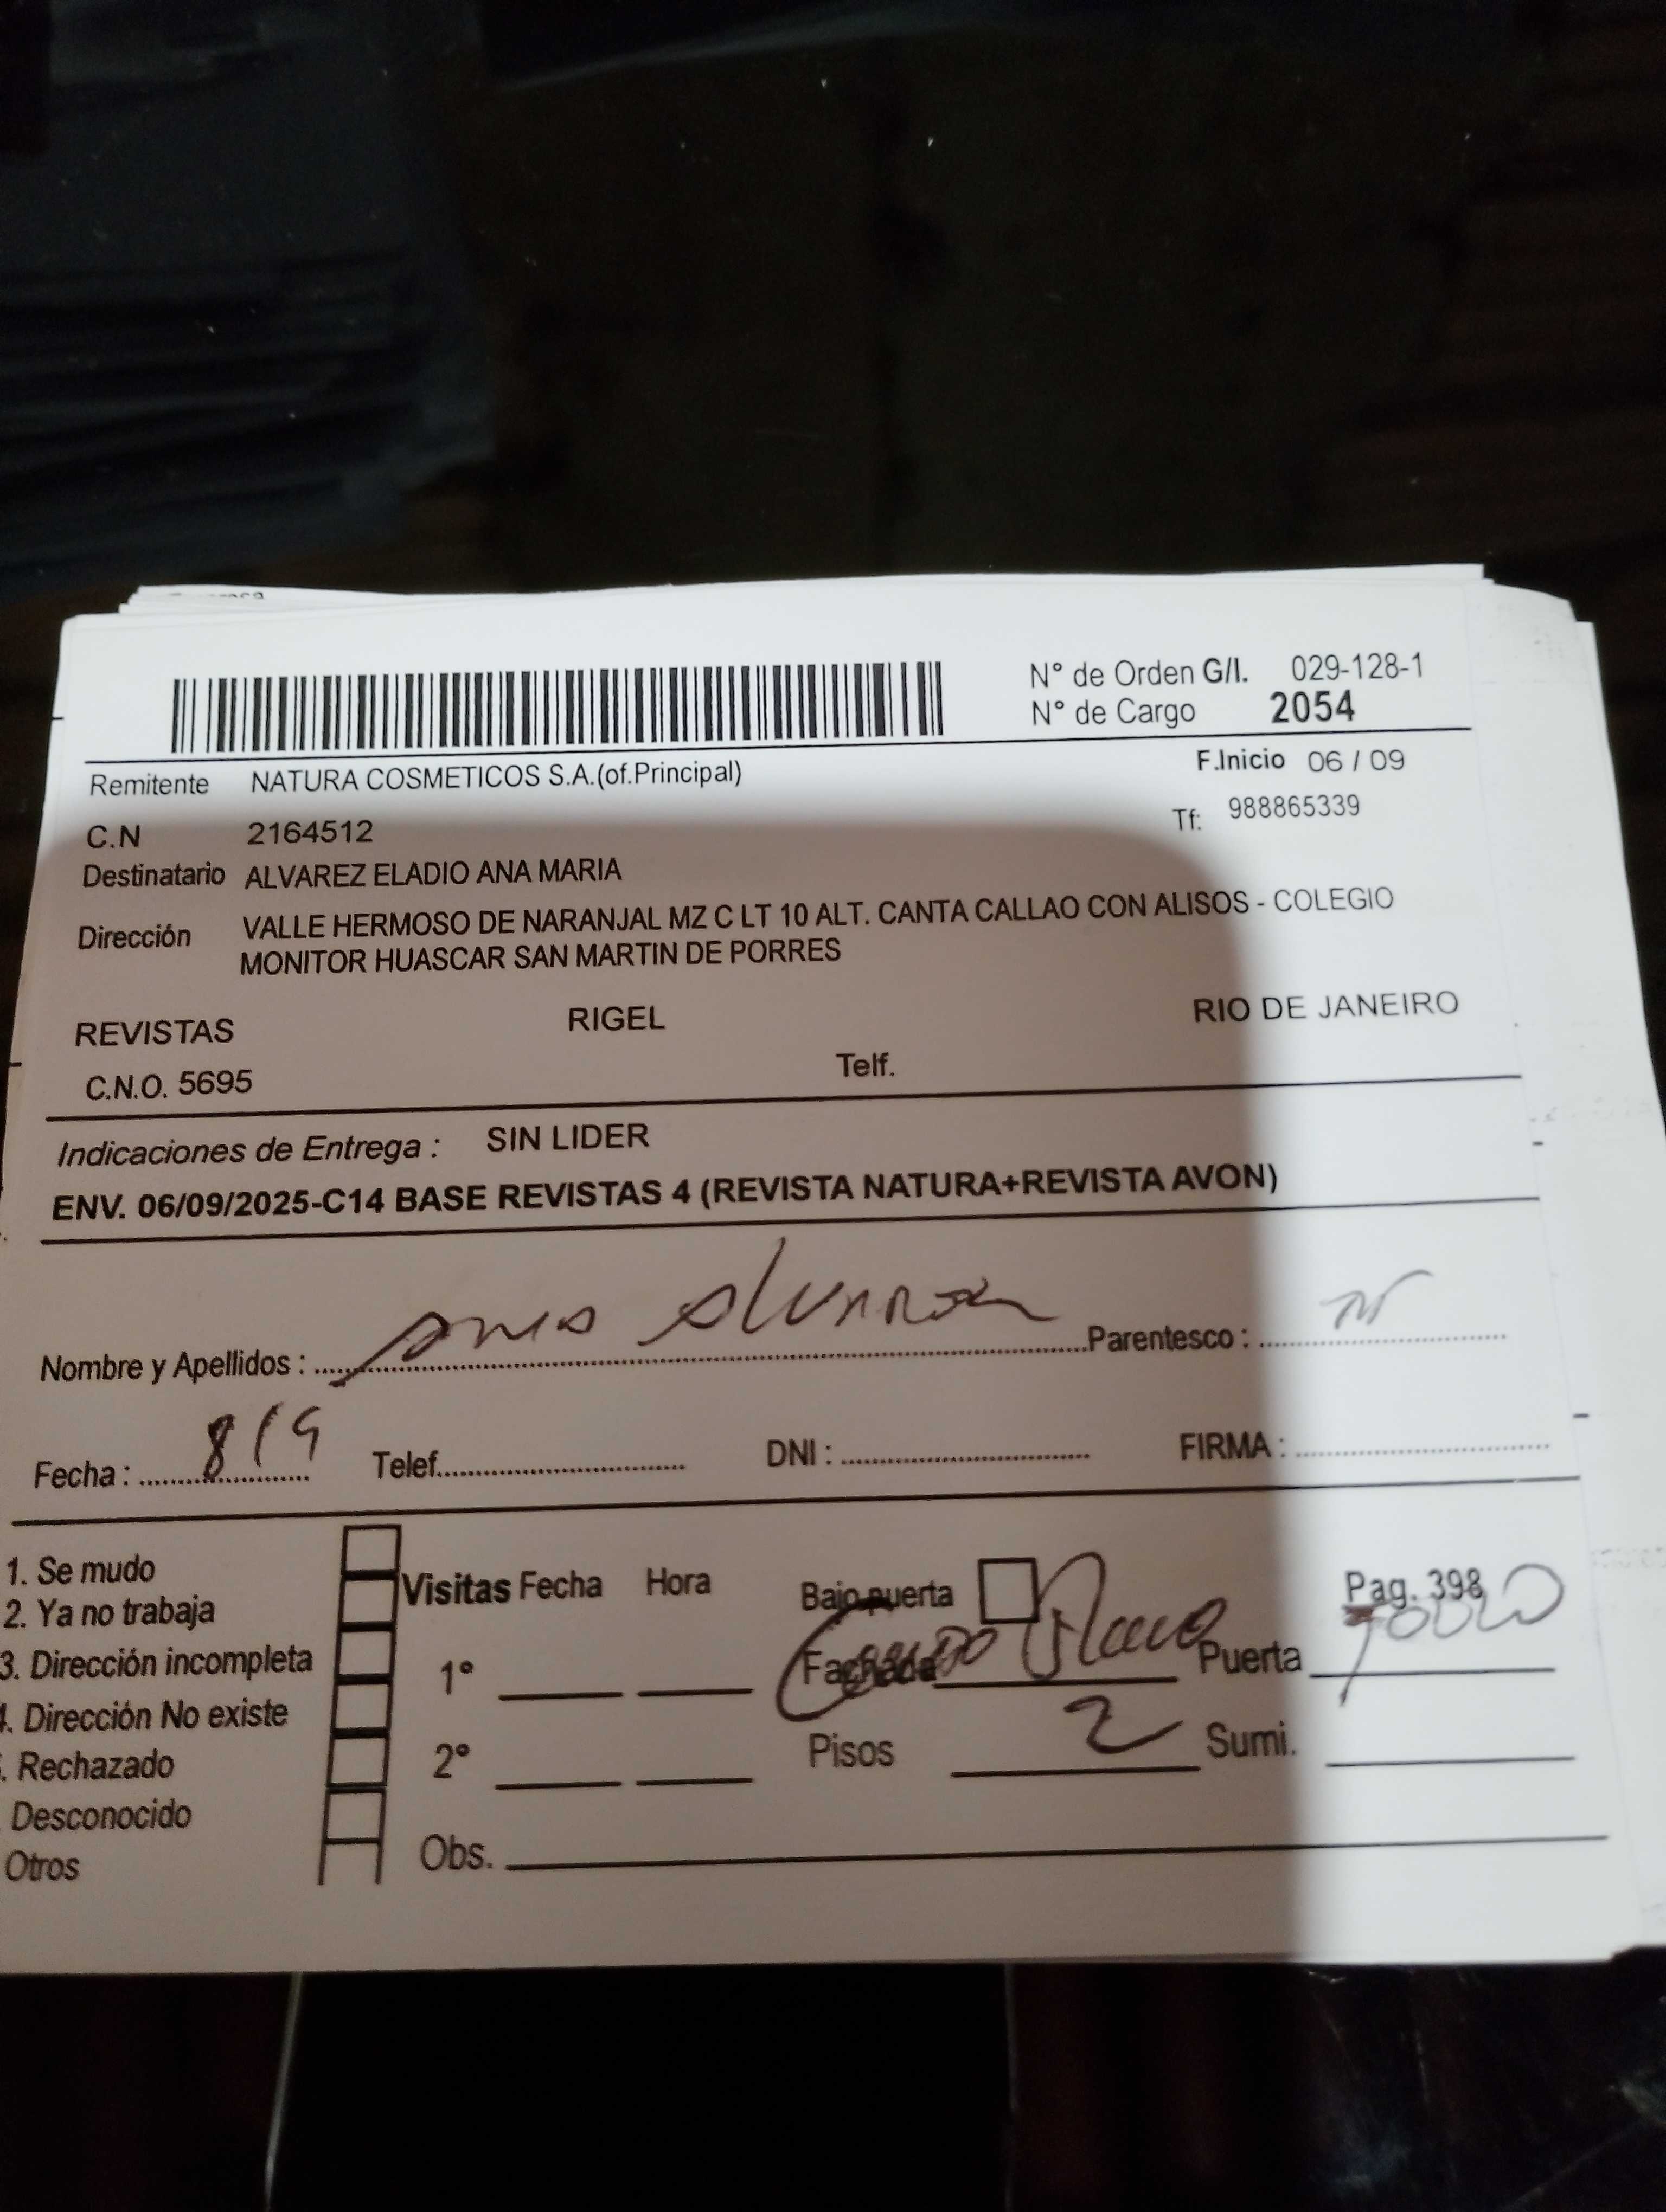 N° de Orden G/I. 029-128-1
N° de Cargo 2054
Remitente NATURA COSMETICOS S.A.(of.Principal)
F.Inicio 06 / 09
C.N 2164512
Tf: 988865339
Destinatario ALVAREZ ELADIO ANA MARIA
Dirección VALLE HERMOSO DE NARANJAL MZ C LT 10 ALT. CANTA CALLAO CON ALISOS - COLEGIO
MONITOR HUASCAR SAN MARTIN DE PORRES
REVISTAS RIGEL RIO DE JANEIRO
C.N.O. 5695 Telf.
Indicaciones de Entrega : SIN LIDER
ENV. 06/09/2025-C14 BASE REVISTAS 4 (REVISTA NATURA+REVISTA AVON)
Nombre y Apellidos : Parentesco :
Fecha : 8/9 Telef. DNI : FIRMA :
1. Se mudo
2. Ya no trabaja
3. Dirección incompleta
. Dirección No existe
. Rechazado
Desconocido
Otros
Visitas Fecha Hora
1°
2°
Obs.
Bajo puerta Pag. 398
Fachada Puerta
Pisos 2 Sumi.